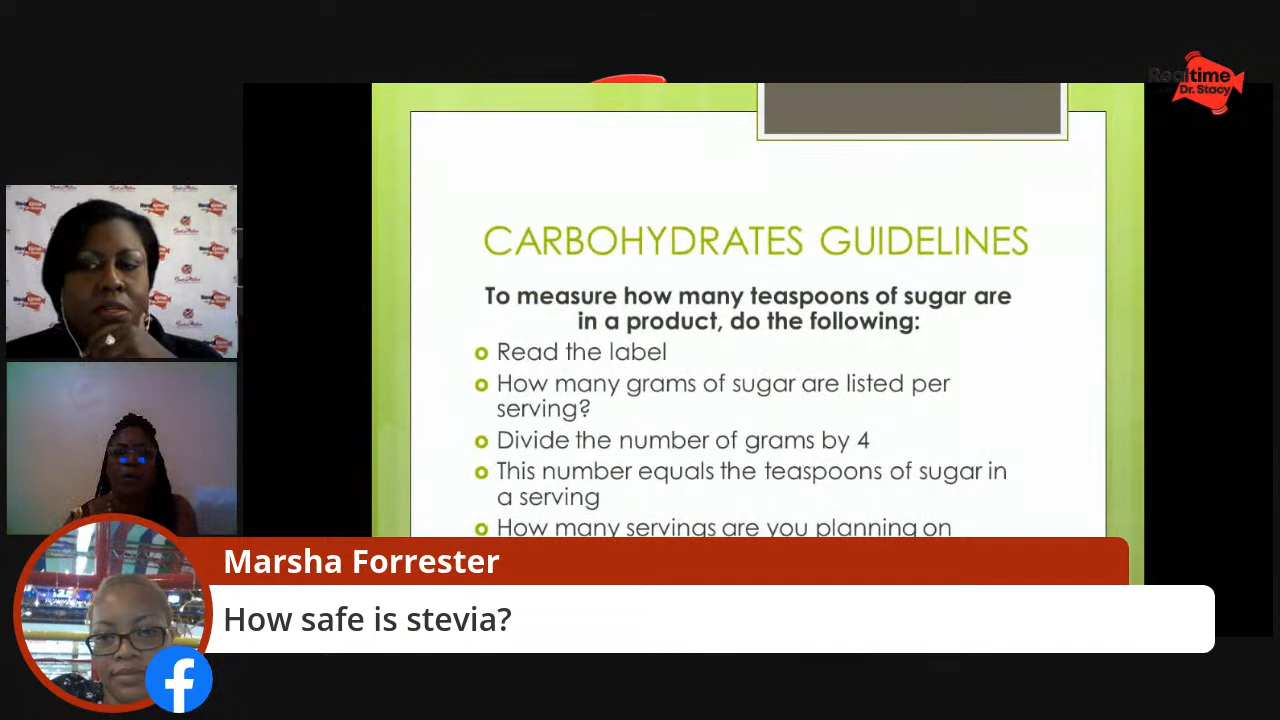 Realtime
Dr. Stacy
CARBOHYDRATES GUIDELINES
To measure how many teaspoons of sugar are
in a product, do the following:
Read the label
How many grams of sugar are listed per
serving?
Divide the number of grams by 4
This number equals the teaspoons of sugar in
a serving
How many servings are you planning on
Marsha Forrester
How safe is stevia?